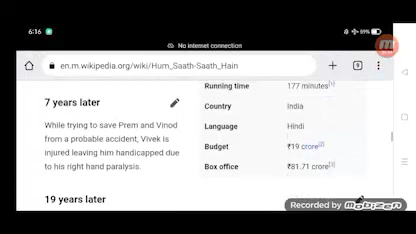 6:16
89%
No internet connection
en.m.wikipedia.org/wiki/Hum_Saath-Saath_Hain
9
Running time 177 minutes[1]
7 years later
Country India
While trying to save Prem and Vinod
from a probable accident, Vivek is
injured leaving him handicapped due
to his right hand paralysis.
Language Hindi
Budget ₹19 crore[2]
Box office ₹81.71 crore[3]
19 years later
Recorded by
MOBIZEN